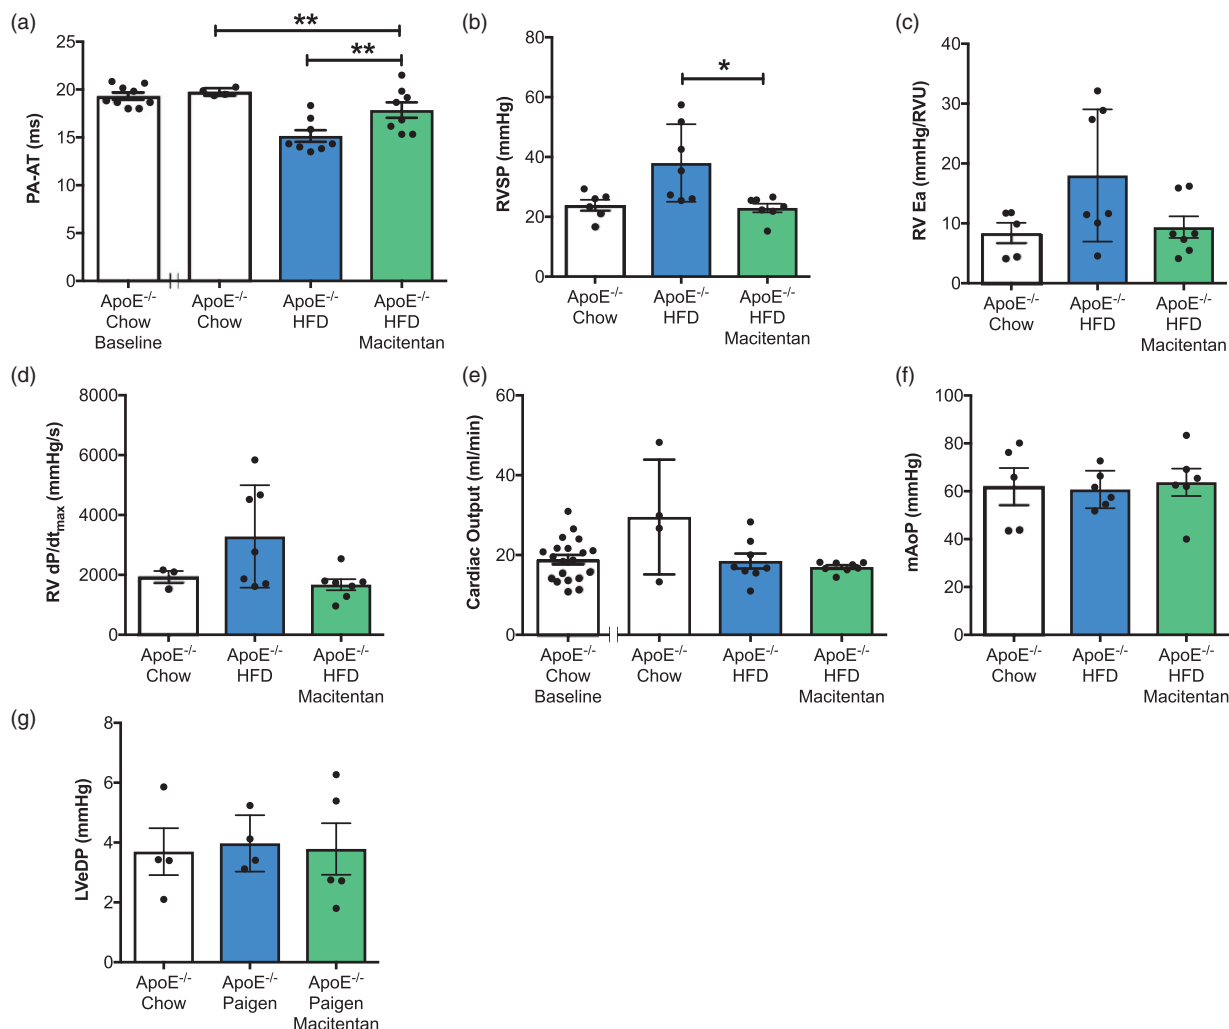 (a)
PA-AT (ms)
25
20
15
10
5
0
**
**
ApoE-/- Chow Baseline
ApoE-/- Chow
ApoE-/- HFD
ApoE-/- HFD Macitentan
(b)
RVSP (mmHg)
80
60
40
20
0
*
ApoE-/- Chow
ApoE-/- HFD
ApoE-/- HFD Macitentan
(c)
RV Ea (mmHg/RVU)
40
30
20
10
0
ApoE-/- Chow
ApoE-/- HFD
ApoE-/- HFD Macitentan
(d)
RV dP/dtmax (mmHg/s)
8000
6000
4000
2000
0
ApoE-/- Chow
ApoE-/- HFD
ApoE-/- HFD Macitentan
(e)
Cardiac Output (ml/min)
60
40
20
0
ApoE-/- Chow Baseline
ApoE-/- Chow
ApoE-/- HFD
ApoE-/- HFD Macitentan
(f)
mAoP (mmHg)
100
80
60
40
20
0
ApoE-/- Chow
ApoE-/- HFD
ApoE-/- HFD Macitentan
(g)
LVeDP (mmHg)
8
6
4
2
0
ApoE-/- Chow
ApoE-/- Paigen
ApoE-/- Paigen Macitentan